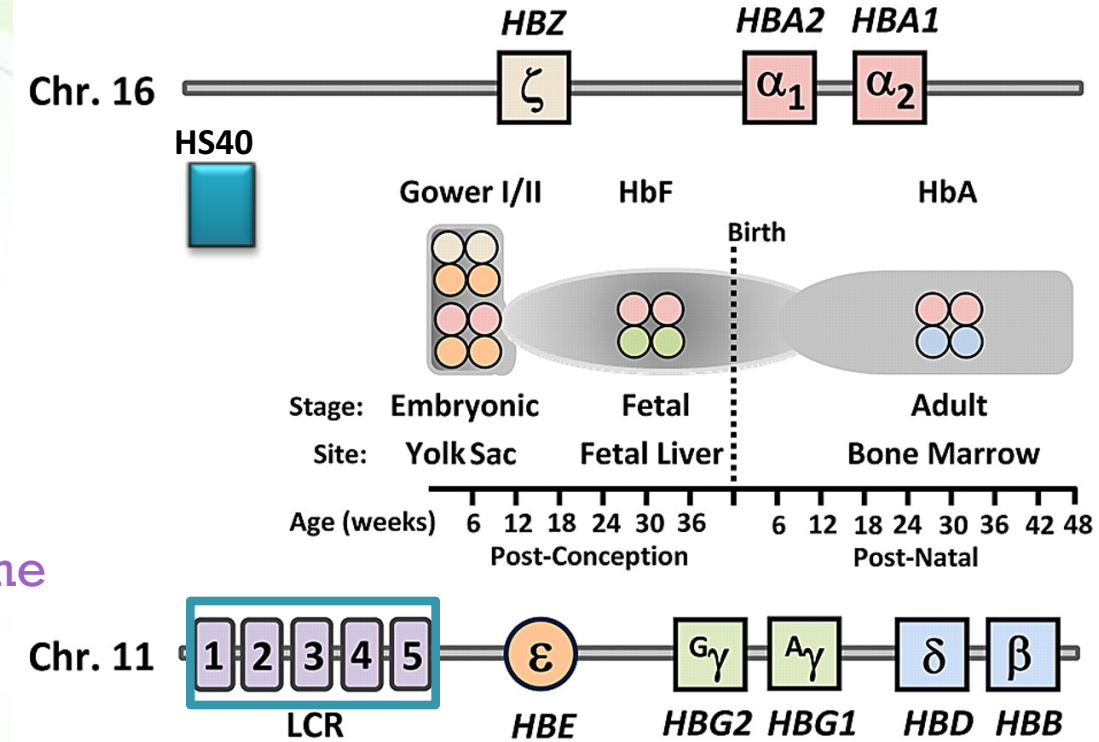 HBZ HBA2 HBA1
Chr. 16 ζ α1 α2
HS40
Gower I/II HbF HbA
Birth
Stage: Embryonic Fetal Adult
Site: Yolk Sac Fetal Liver Bone Marrow
Age (weeks) 6 12 18 24 30 36 6 12 18 24 30 36 42 48
Post-Conception Post-Natal
Chr. 11 1 2 3 4 5 ε Gγ Aγ δ β
LCR HBE HBG2 HBG1 HBD HBB